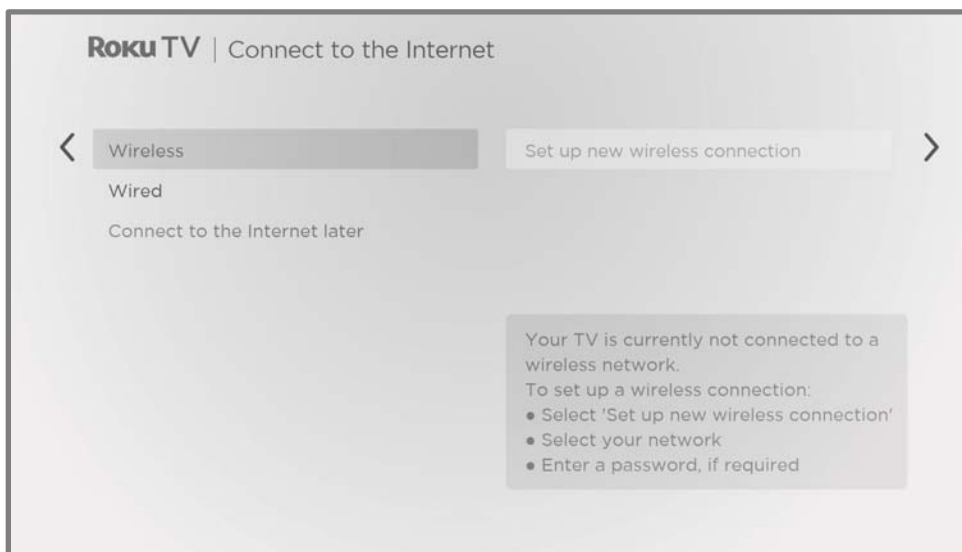 Roku TV | Connect to the Internet
Wireless
Set up new wireless connection
Wired
Connect to the Internet later
Your TV is currently not connected to a
wireless network.
To set up a wireless connection:
● Select 'Set up new wireless connection'
● Select your network
● Enter a password, if required